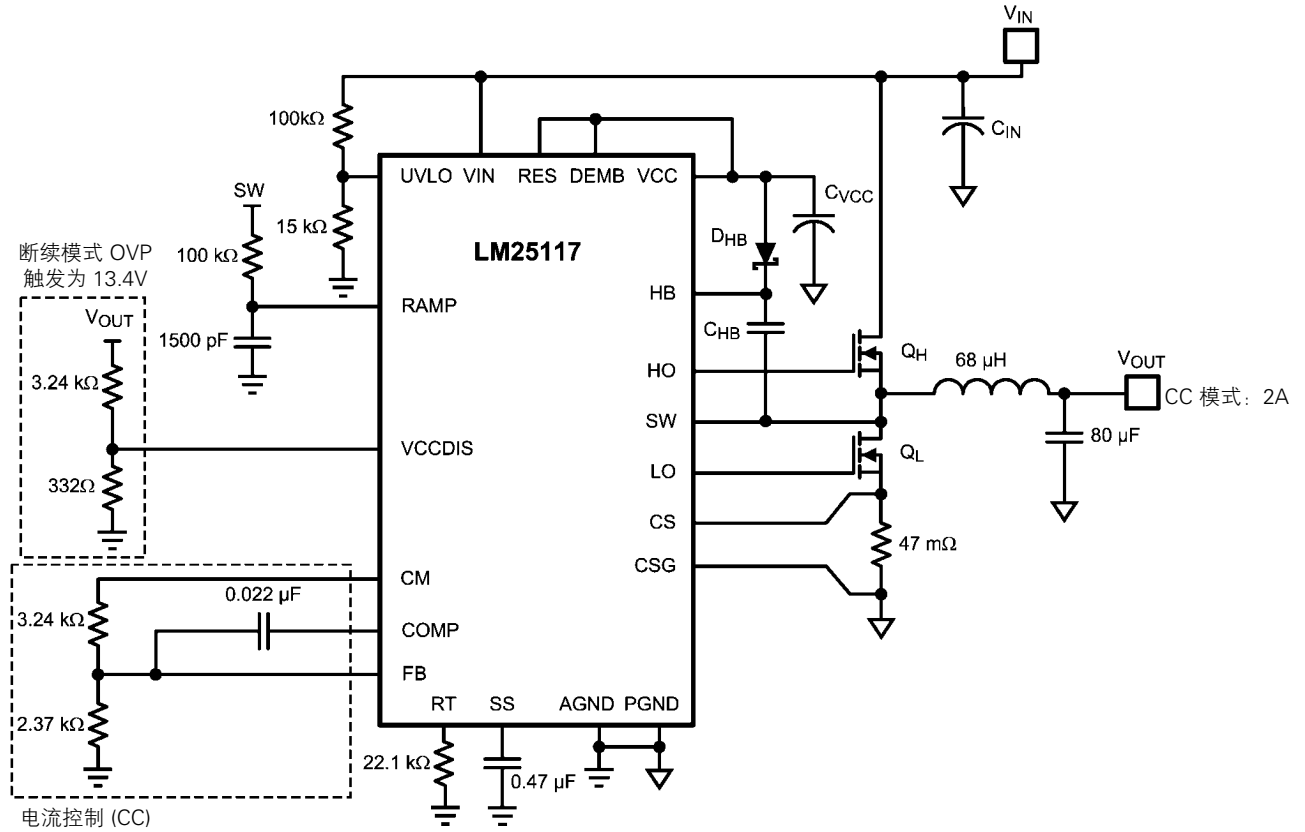 VIN
100kΩ
CIN
UVLO VIN RES DEMB VCC
SW
CVCC
15 kΩ
DHB
断续模式 OVP
触发为 13.4V
100 kΩ
LM25117
HB
RAMP
VOUT
1500 pF
CHB
QH
68 μH
VOUT
3.24 kΩ
HO
CC 模式：2A
SW
80 μF
VCCDIS
QL
LO
332Ω
CS
47 mΩ
CSG
CM
0.022 μF
3.24 kΩ
COMP
FB
2.37 kΩ
RT SS AGND PGND
22.1 kΩ
0.47 μF
电流控制 (CC)